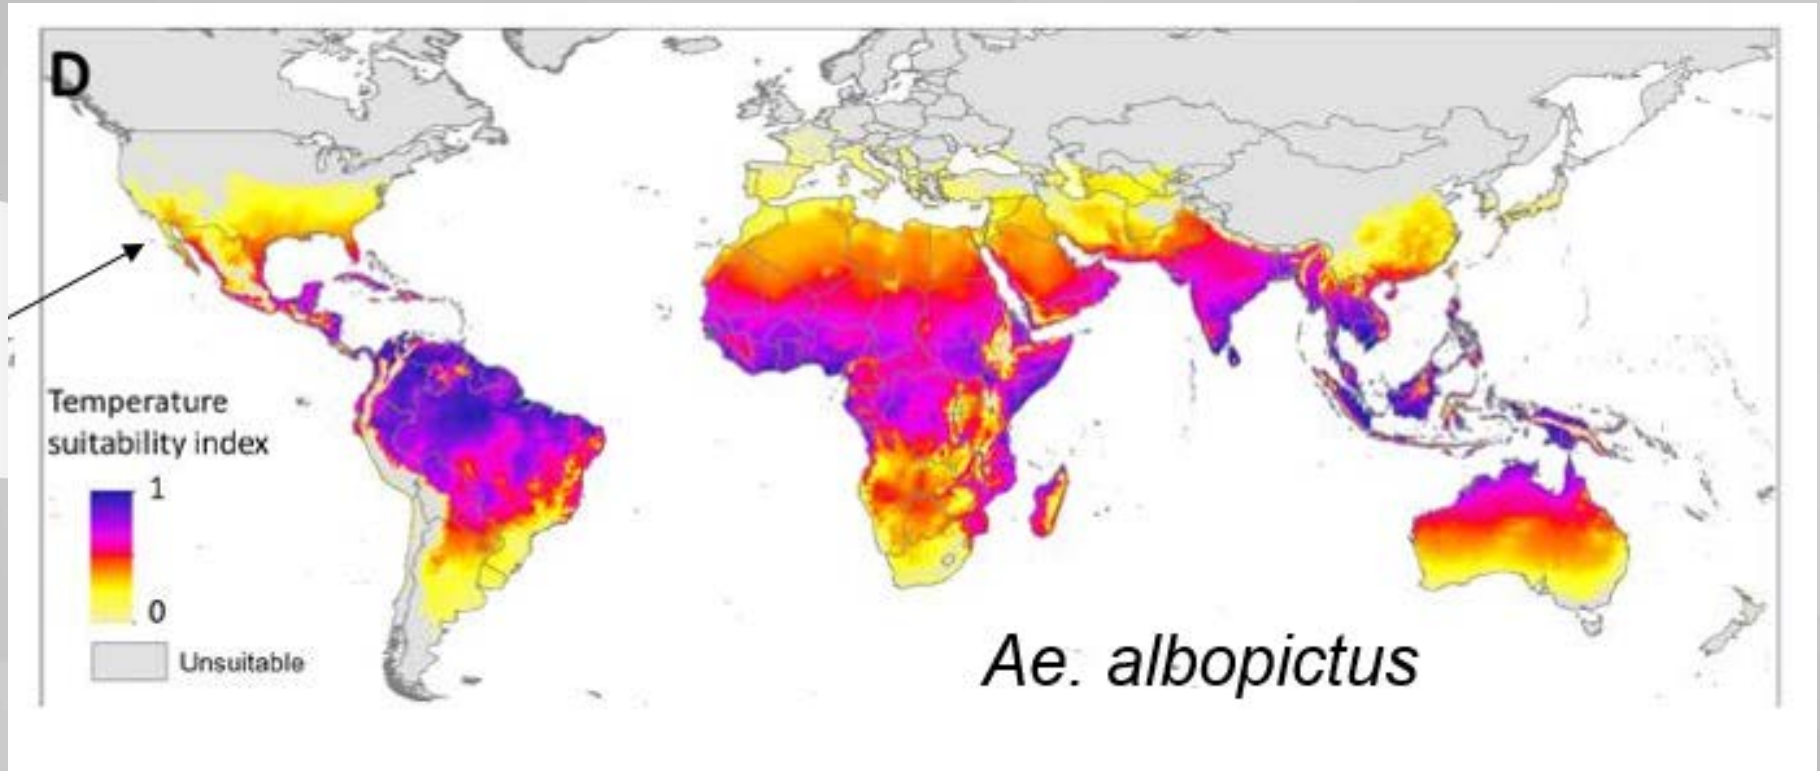 D
Temperature
suitability index
1
0
Unsuitable
Ae. albopictus